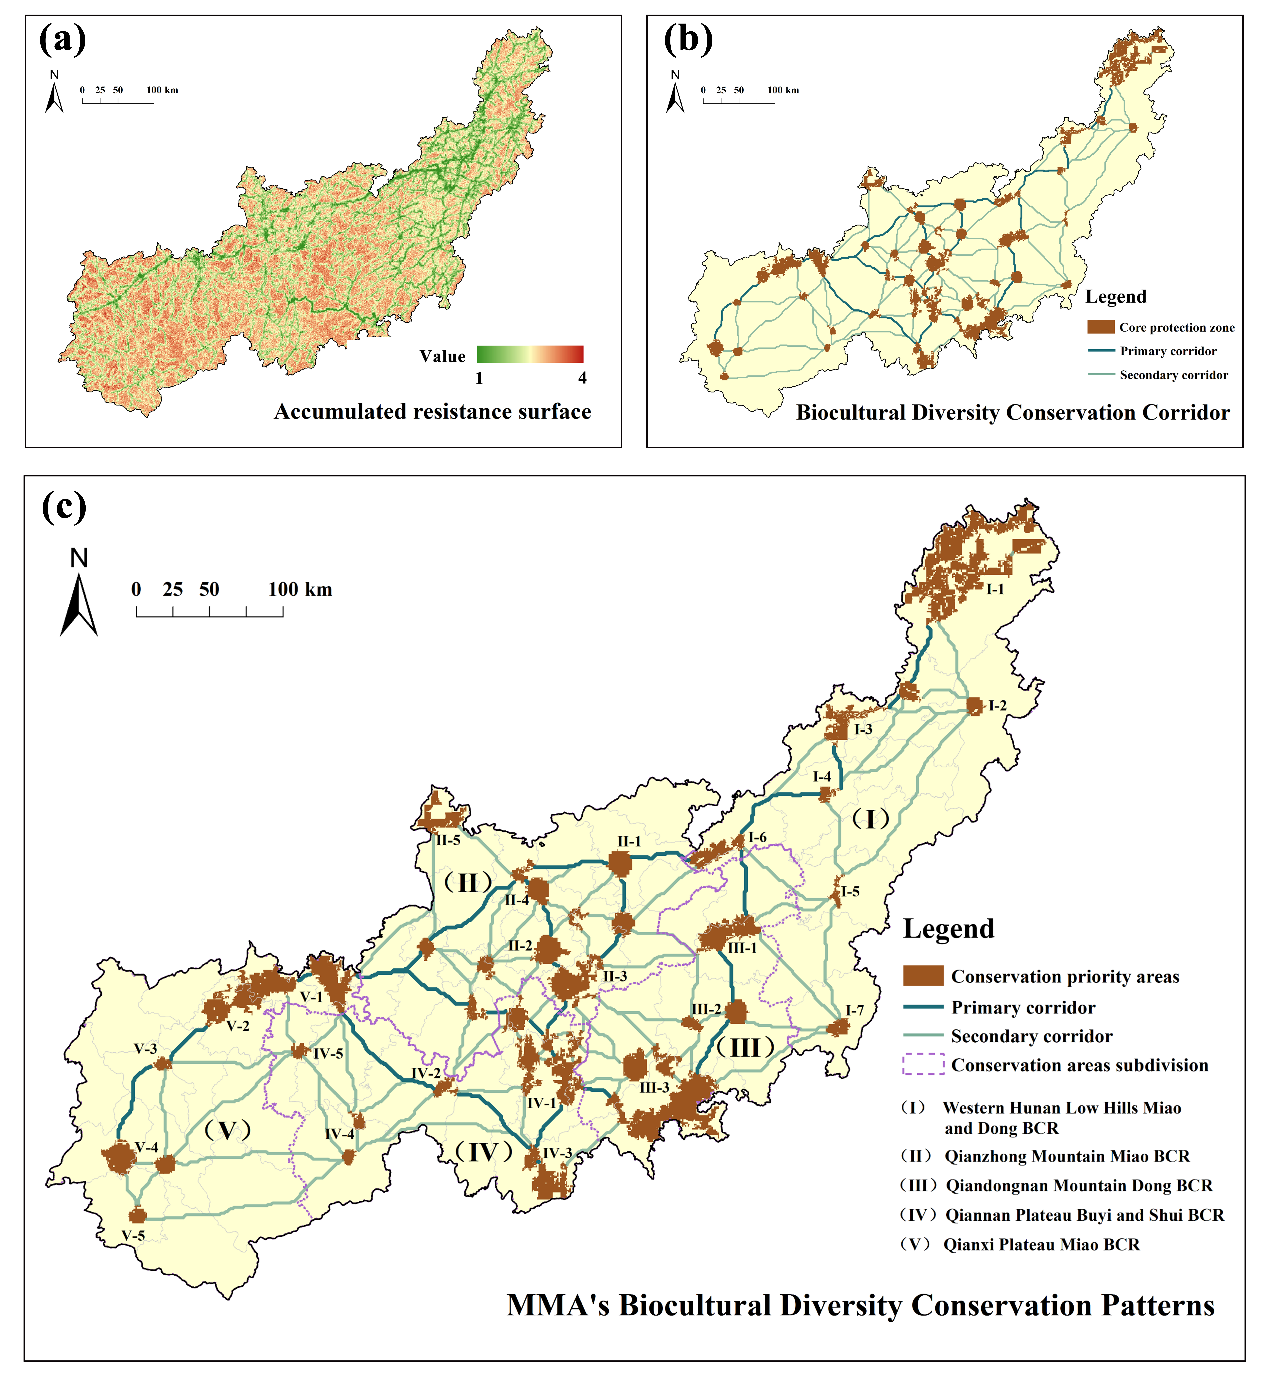 (a)
N
0 25 50 100 km
Value
1 4
Accumulated resistance surface
(b)
N
0 25 50 100 km
Legend
Core protection zone
Primary corridor
Secondary corridor
Biocultural Diversity Conservation Corridor
(c)
N
0 25 50 100 km
I-1
I-2
I-3
I-4
(I)
II-5
II-1
I-6
(II)
II-4
I-5
II-2
III-1
II-3
V-1
V-2
III-2
I-7
V-3
IV-5
(III)
IV-2
III-3
IV-1
(V)
IV-4
V-4
(IV)
IV-3
V-5
Legend
Conservation priority areas
Primary corridor
Secondary corridor
Conservation areas subdivision
(I) Western Hunan Low Hills Miao
and Dong BCR
(II) Qianzhong Mountain Miao BCR
(III) Qiandongnan Mountain Dong BCR
(IV) Qiannan Plateau Buyi and Shui BCR
(V) Qianxi Plateau Miao BCR
MMA's Biocultural Diversity Conservation Patterns